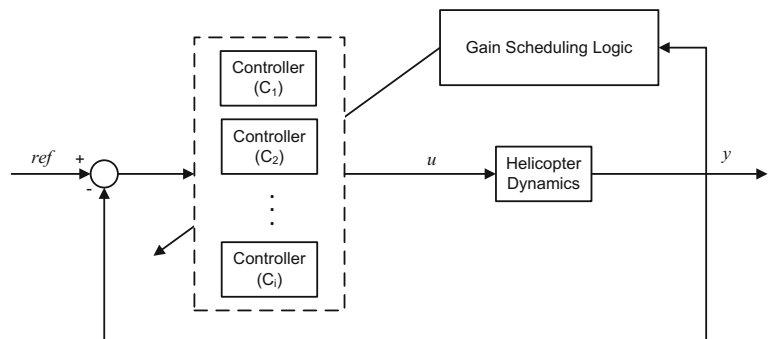 Gain Scheduling Logic
Controller
(C₁)
Controller
(C₂)
ref
+
-
u
Helicopter
Dynamics
y
.
.
.
Controller
(Cᵢ)